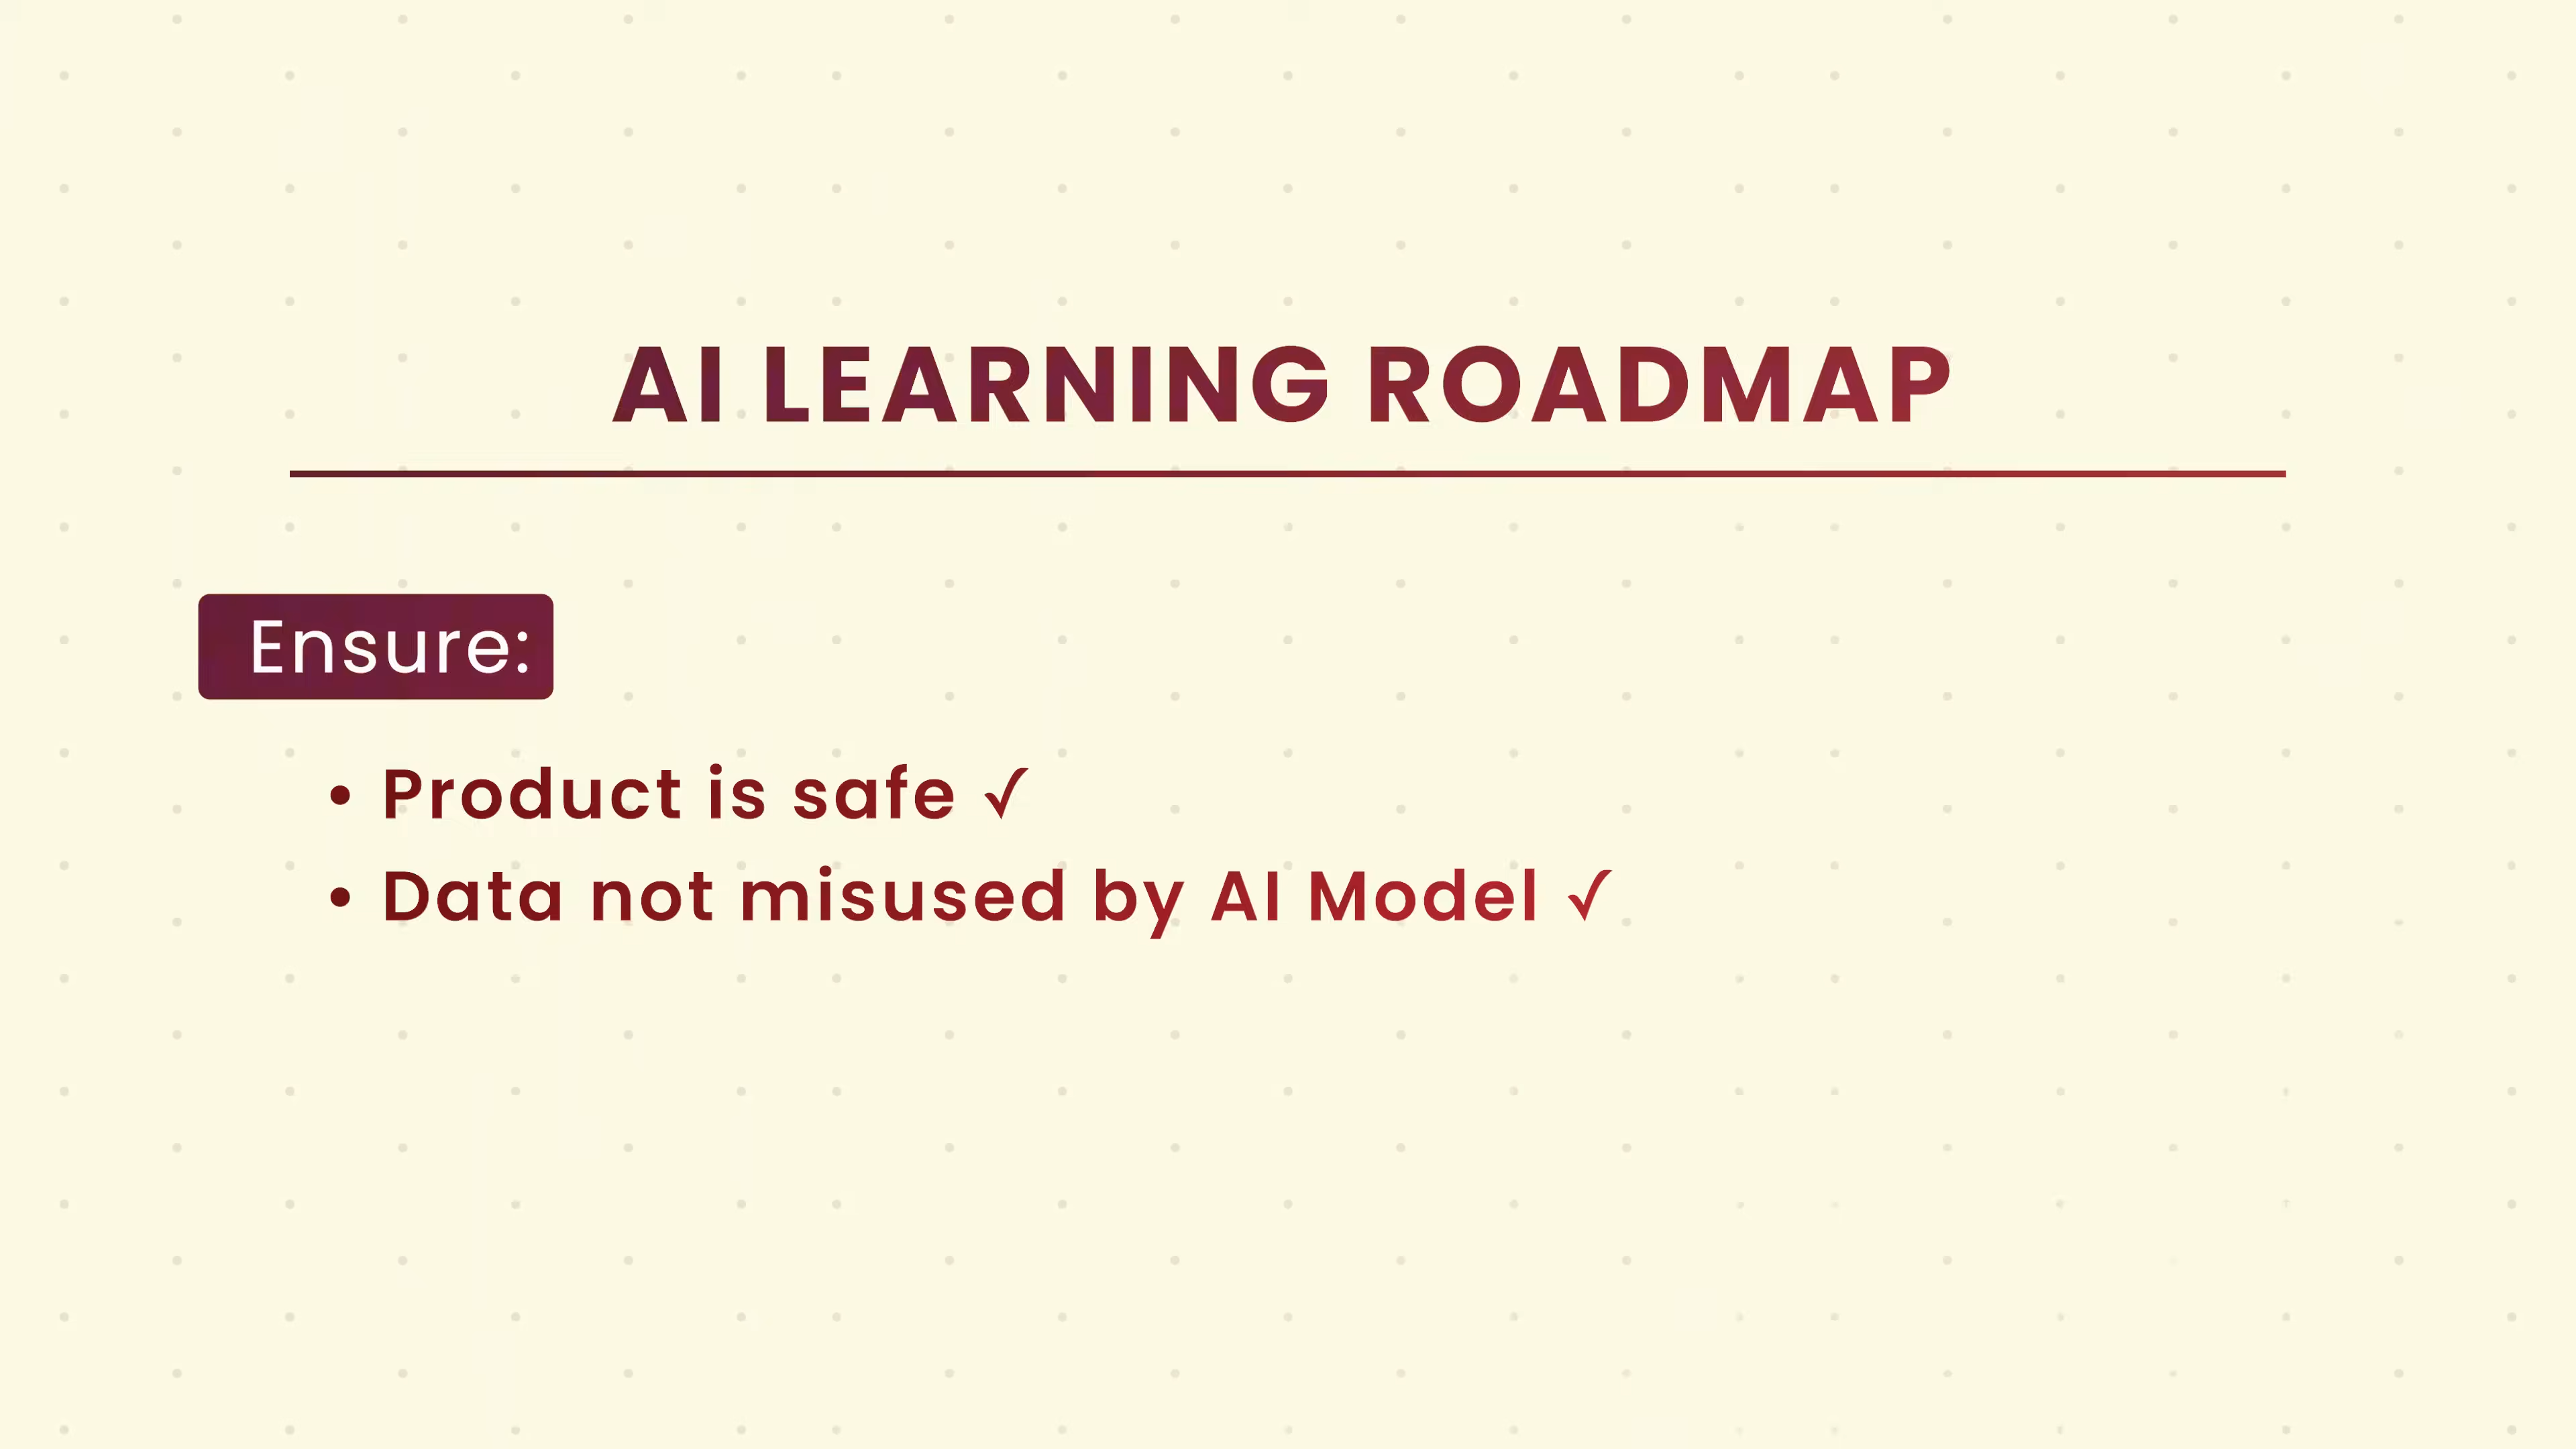 AI LEARNING ROADMAP
Ensure:
• Product is safe ✓
• Data not misused by AI Model ✓